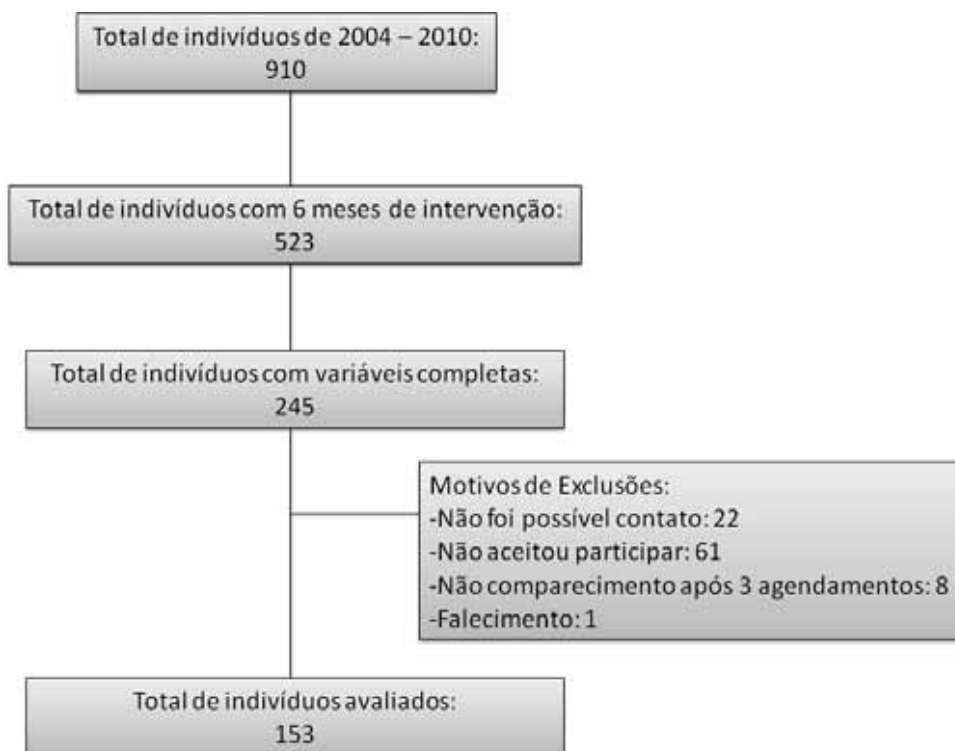 Total de indivíduos de 2004 – 2010:
910
Total de indivíduos com 6 meses de intervenção:
523
Total de indivíduos com variáveis completas:
245
Motivos de Exclusões:
-Não foi possível contato: 22
-Não aceitou participar: 61
-Não comparecimento após 3 agendamentos: 8
-Falecimento: 1
Total de indivíduos avaliados:
153